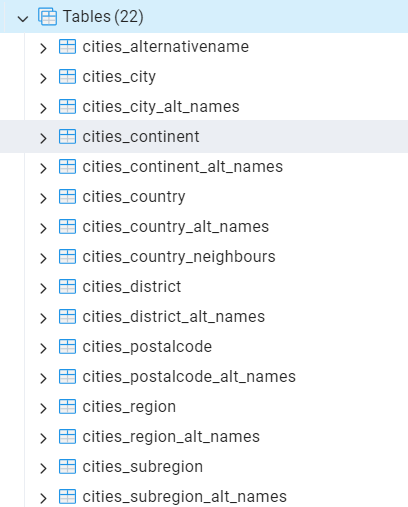 Tables (22)
cities_alternativename
cities_city
cities_city_alt_names
cities_continent
cities_continent_alt_names
cities_country
cities_country_alt_names
cities_country_neighbours
cities_district
cities_district_alt_names
cities_postalcode
cities_postalcode_alt_names
cities_region
cities_region_alt_names
cities_subregion
cities_subregion_alt_names